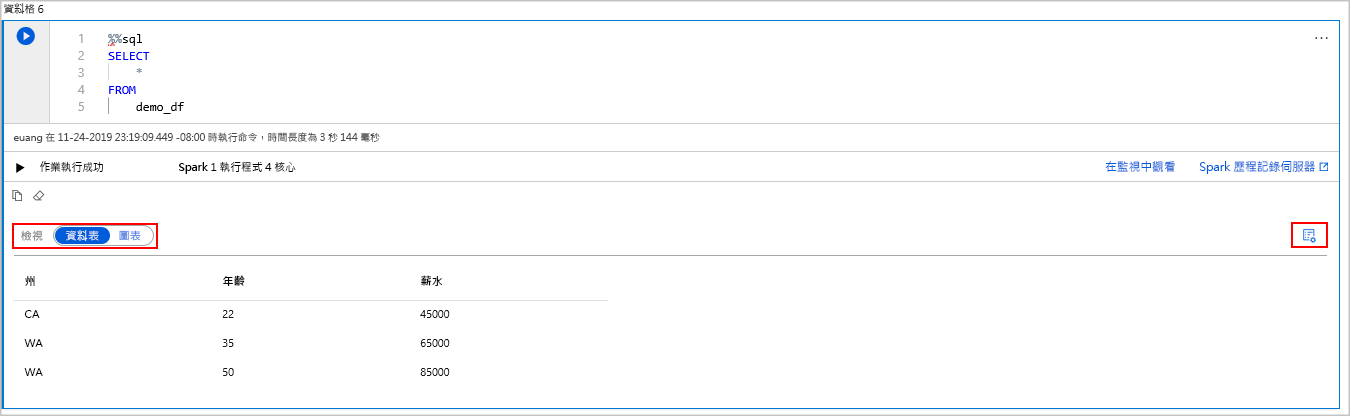 資料格 6
1 %%sql
2 SELECT
3 *
4 FROM
5 demo_df
...
euang 在 11-24-2019 23:19:09.449 -08:00 時執行命令，時間長度為 3 秒 144 毫秒
作業執行成功 Spark 1 執行程式 4 核心 在監視中觀看 Spark 歷程記錄伺服器
檢視 資料表 圖表
州 年齡 薪水
CA 22 45000
WA 35 65000
WA 50 85000